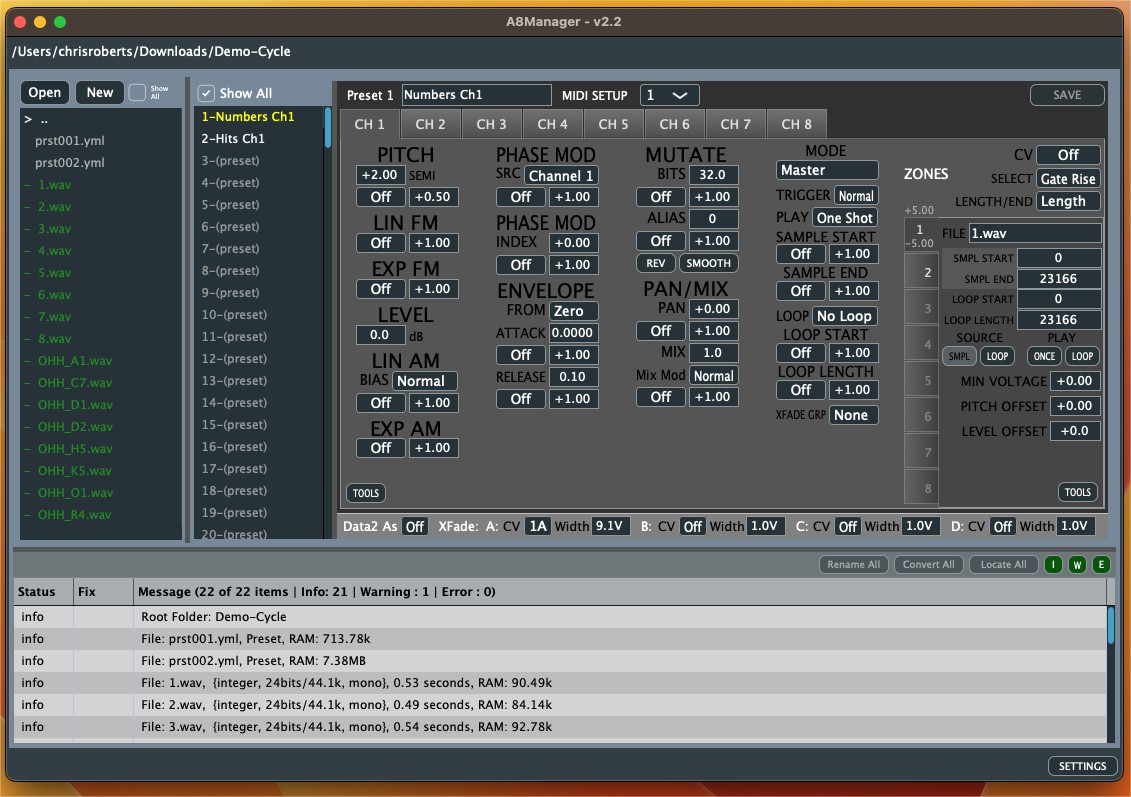 A8Manager - v2.2
/Users/chrisroberts/Downloads/Demo-Cycle
Open New Show All
> ..
prst001.yml
prst002.yml
– 1.wav
– 2.wav
– 3.wav
– 4.wav
– 5.wav
– 6.wav
– 7.wav
– 8.wav
– OHH_A1.wav
– OHH_C7.wav
– OHH_D1.wav
– OHH_D2.wav
– OHH_H5.wav
– OHH_K5.wav
– OHH_O1.wav
– OHH_R4.wav
Show All
1-Numbers Ch1
2-Hits Ch1
3-(preset)
4-(preset)
5-(preset)
6-(preset)
7-(preset)
8-(preset)
9-(preset)
10-(preset)
11-(preset)
12-(preset)
13-(preset)
14-(preset)
15-(preset)
16-(preset)
17-(preset)
18-(preset)
19-(preset)
20-(preset)
Preset 1 Numbers Ch1 MIDI SETUP 1 SAVE
CH 1 CH 2 CH 3 CH 4 CH 5 CH 6 CH 7 CH 8
PITCH
+2.00 SEMI
Off +0.50
LIN FM
Off +1.00
EXP FM
Off +1.00
LEVEL
0.0 dB
LIN AM
BIAS Normal
Off +1.00
EXP AM
Off +1.00
TOOLS
PHASE MOD
SRC Channel 1
Off +1.00
PHASE MOD
INDEX +0.00
Off +1.00
ENVELOPE
FROM Zero
ATTACK 0.0000
Off +1.00
RELEASE 0.10
Off +1.00
MUTATE
BITS 32.0
Off +1.00
ALIAS 0
Off +1.00
REV SMOOTH
PAN/MIX
PAN +0.00
Off +1.00
MIX 1.0
Mix Mod Normal
Off +1.00
MODE
Master
TRIGGER Normal
PLAY One Shot
SAMPLE START
Off +1.00
SAMPLE END
Off +1.00
LOOP No Loop
LOOP START
Off +1.00
LOOP LENGTH
Off +1.00
XFADE GRP None
ZONES
+5.00
1
-5.00
2
3
4
5
6
7
8
CV Off
SELECT Gate Rise
LENGTH/END Length
FILE 1.wav
SMPL START 0
SMPL END 23166
LOOP START 0
LOOP LENGTH 23166
SOURCE PLAY
SMPL LOOP ONCE LOOP
MIN VOLTAGE +0.00
PITCH OFFSET +0.00
LEVEL OFFSET +0.0
TOOLS
Data2 As Off XFade: A: CV 1A Width 9.1V B: CV Off Width 1.0V C: CV Off Width 1.0V D: CV Off Width 1.0V
Rename All Convert All Locate All I W E
Status Fix Message (22 of 22 items | Info: 21 | Warning : 1 | Error : 0)
info Root Folder: Demo-Cycle
info File: prst001.yml, Preset, RAM: 713.78k
info File: prst002.yml, Preset, RAM: 7.38MB
info File: 1.wav, {integer, 24bits/44.1k, mono}, 0.53 seconds, RAM: 90.49k
info File: 2.wav, {integer, 24bits/44.1k, mono}, 0.49 seconds, RAM: 84.14k
info File: 3.wav, {integer, 24bits/44.1k, mono}, 0.54 seconds, RAM: 92.78k
SETTINGS